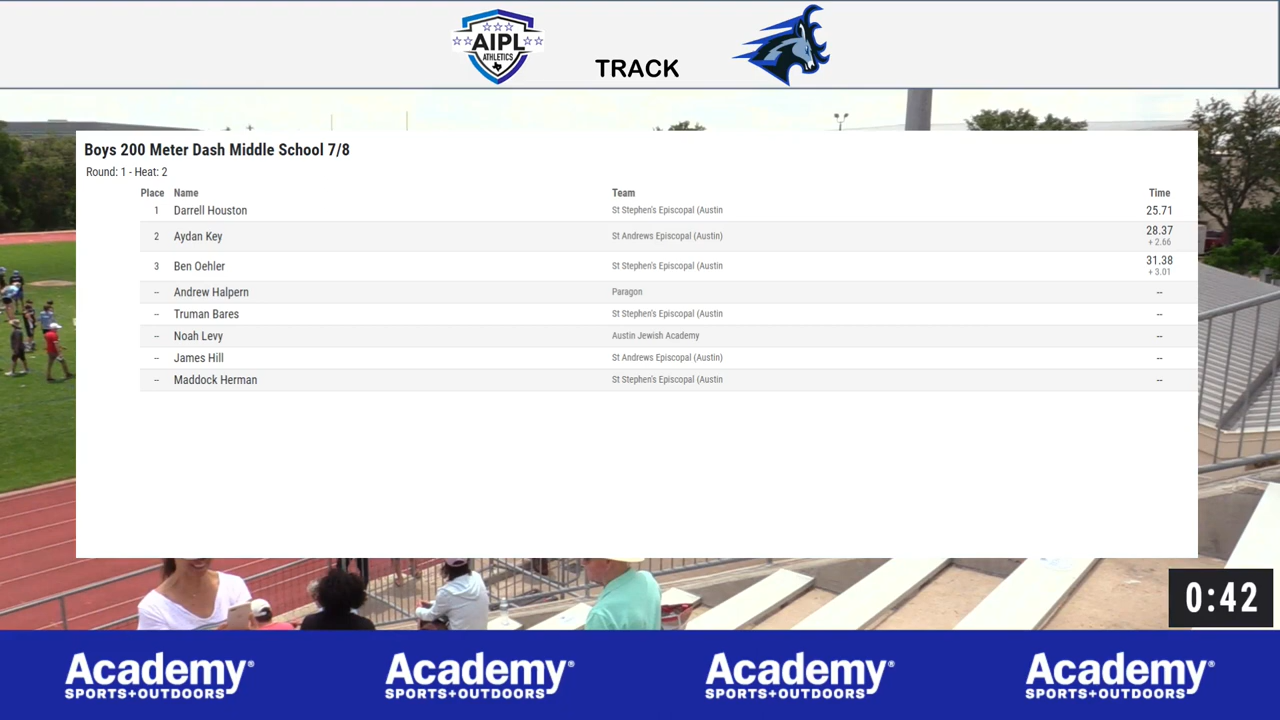 AIPL
ATHLETICS
TRACK
Boys 200 Meter Dash Middle School 7/8
Round: 1 - Heat: 2
Place Name Team Time
1 Darrell Houston St Stephen's Episcopal (Austin 25.71
2 Aydan Key St Andrews Episcopal (Austin) 28.37
+ 2.66
3 Ben Oehler St Stephen's Episcopal (Austin 31.38
+ 3.01
-- Andrew Halpern Paragon --
-- Truman Bares St Stephen's Episcopal (Austin --
-- Noah Levy Austin Jewish Academy --
-- James Hill St Andrews Episcopal (Austin) --
-- Maddock Herman St Stephen's Episcopal (Austin --
0:42
Academy Academy Academy Academy
SPORTS+OUTDOORS SPORTS+OUTDOORS SPORTS+OUTDOORS SPORTS+OUTDOORS